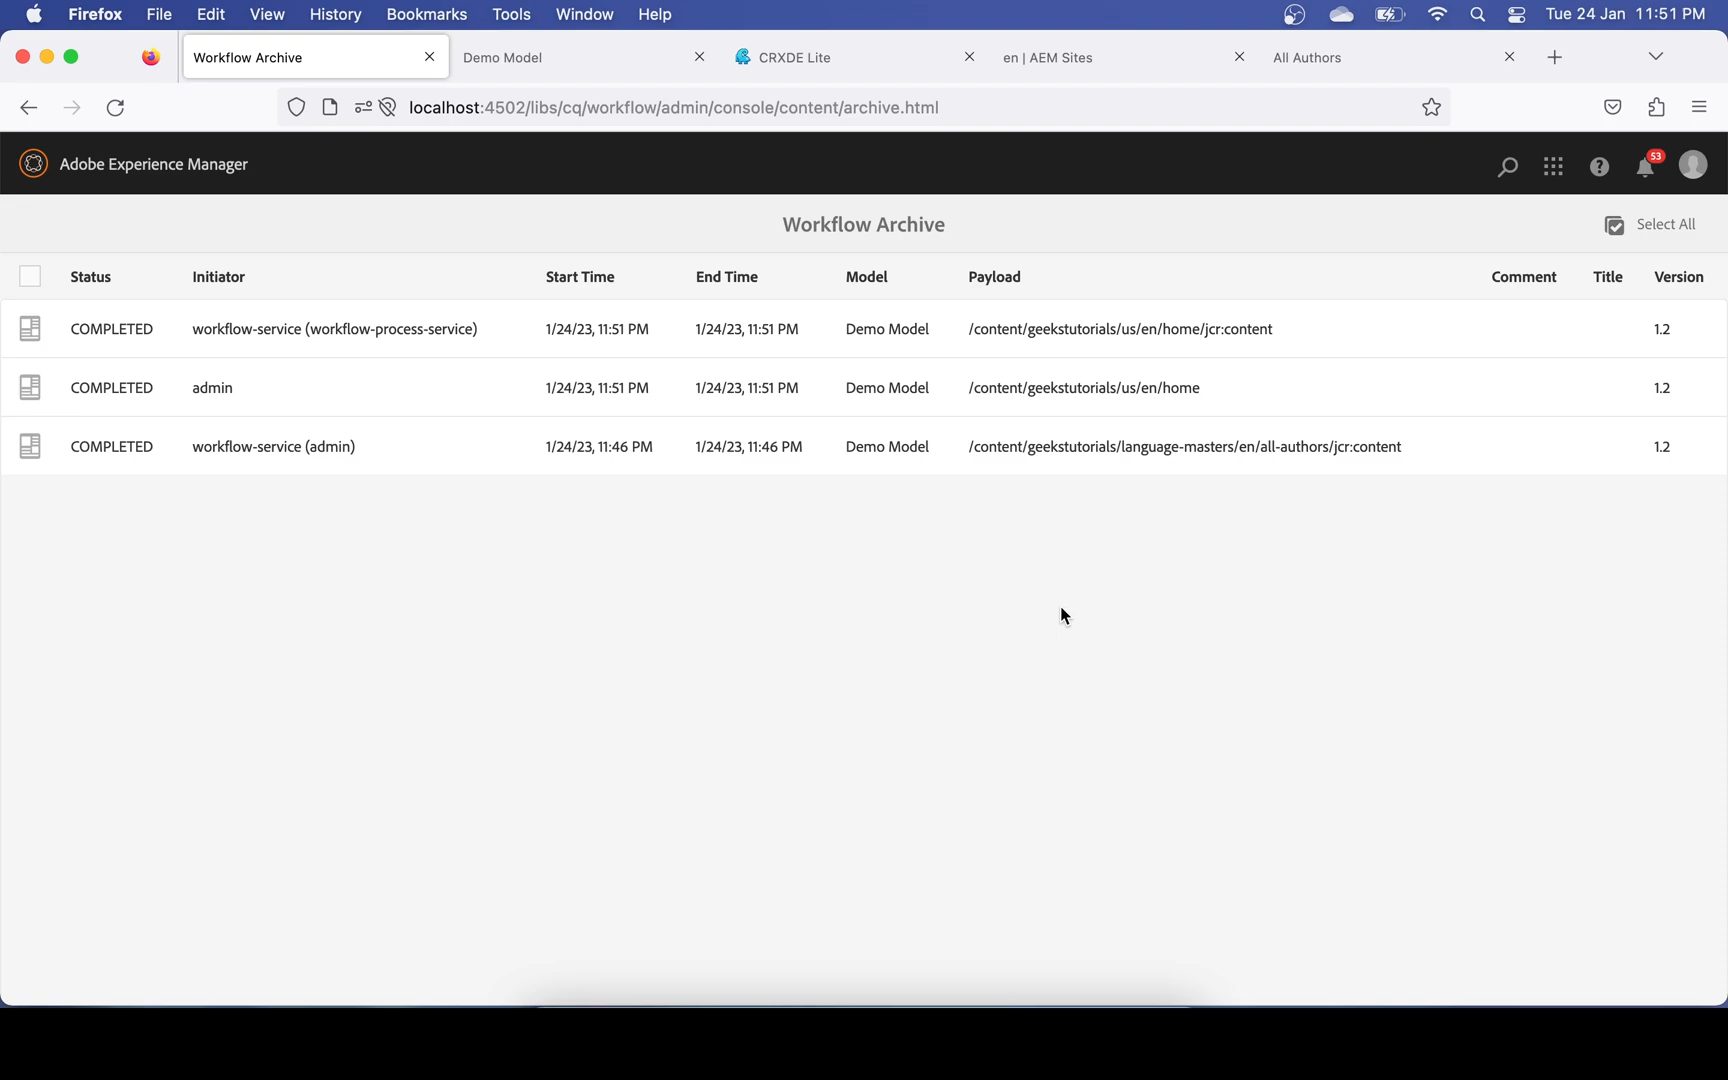 Firefox File Edit View History Bookmarks Tools Window Help Tue 24 Jan 11:51 PM
Workflow Archive Demo Model CRXDE Lite en | AEM Sites All Authors
localhost:4502/libs/cq/workflow/admin/console/content/archive.html
Adobe Experience Manager 53
Workflow Archive Select All
Status Initiator Start Time End Time Model Payload Comment Title Version
COMPLETED workflow-service (workflow-process-service) 1/24/23, 11:51 PM 1/24/23, 11:51 PM Demo Model /content/geekstutorials/us/en/home/jcr:content 1.2
COMPLETED admin 1/24/23, 11:51 PM 1/24/23, 11:51 PM Demo Model /content/geekstutorials/us/en/home 1.2
COMPLETED workflow-service (admin) 1/24/23, 11:46 PM 1/24/23, 11:46 PM Demo Model /content/geekstutorials/language-masters/en/all-authors/jcr:content 1.2